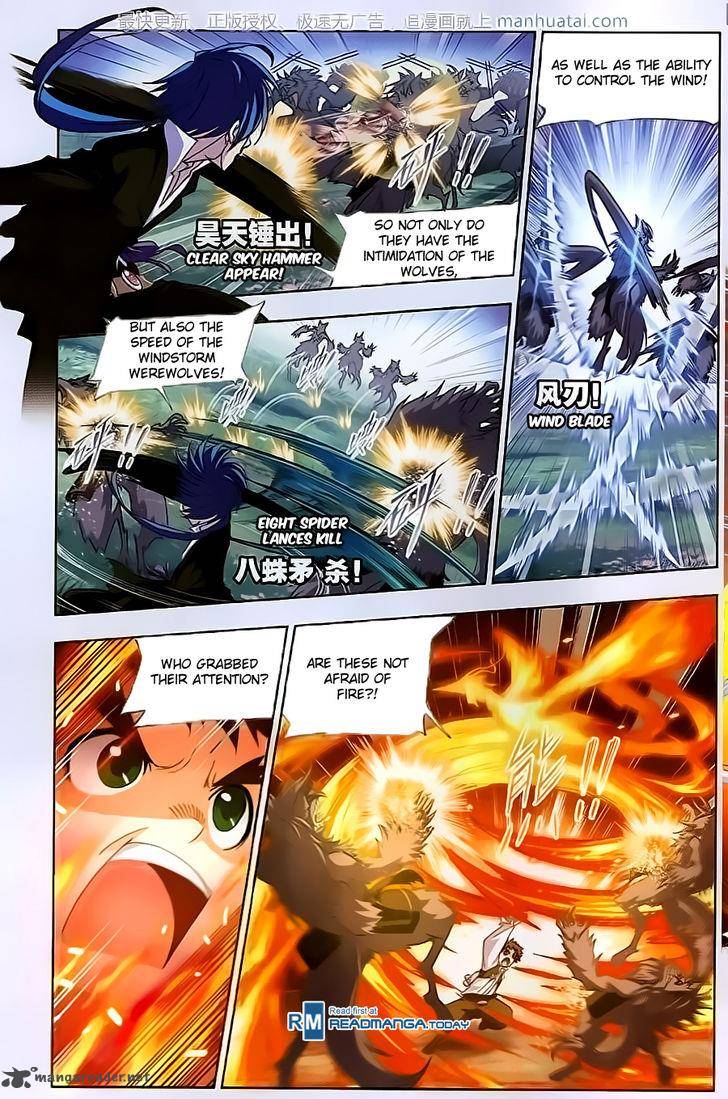 最快更新、正版授权、极速无广告、追漫画就上 manhuatai.com
昊天锤出!
CLEAR SKY HAMMER
APPEAR!
SO NOT ONLY DO
THEY HAVE THE
INTIMIDATION OF THE
WOLVES,
AS WELL AS THE ABILITY
TO CONTROL THE WIND!
风刃!
WIND BLADE
BUT ALSO THE
SPEED OF THE
WINDSTORM
WEREWOLVES!
EIGHT SPIDER
LANCES KILL
八蛛矛 杀!
WHO GRABBED
THEIR ATTENTION?
ARE THESE NOT
AFRAID OF
FIRE?!
RM Read first at
READMANGA.TODAY
mangareader.net